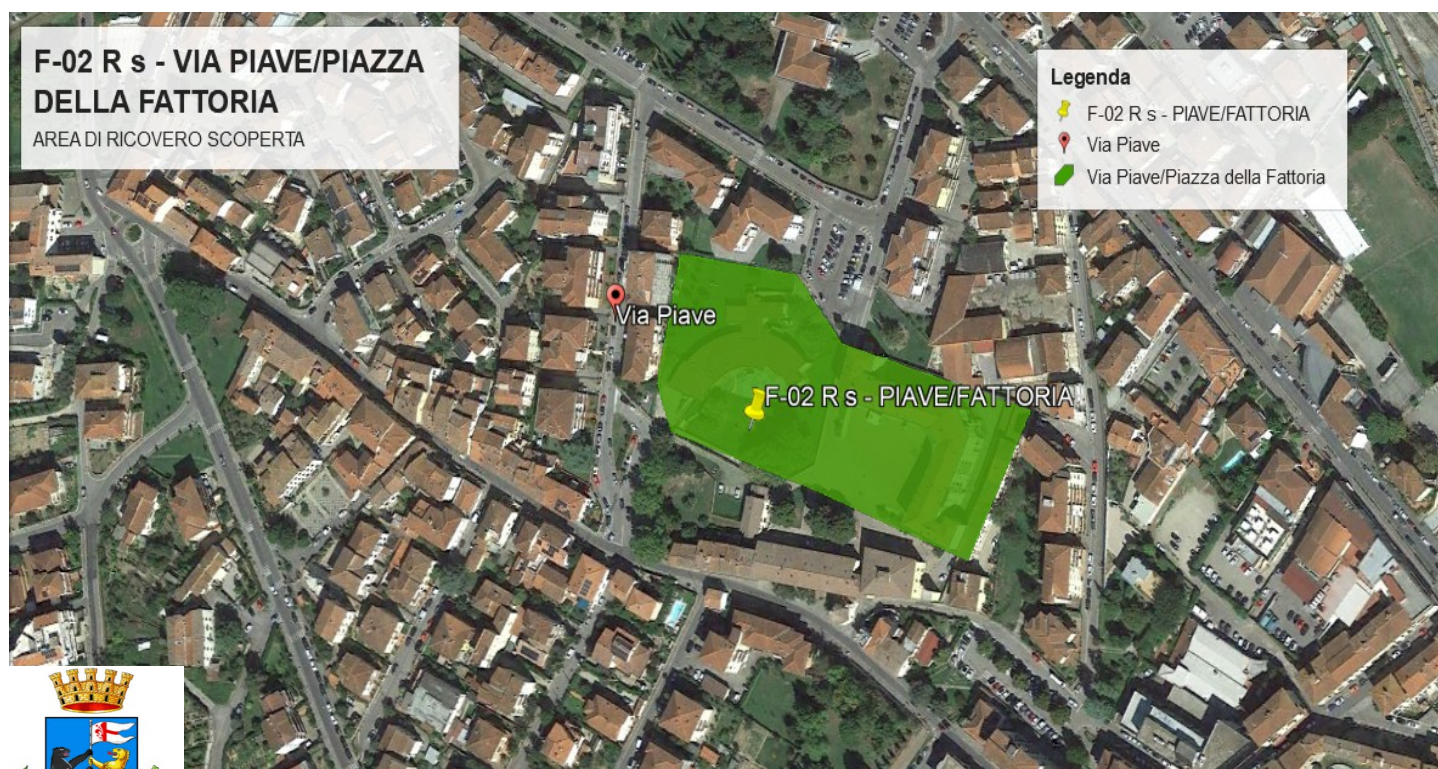 F-02 R s - VIA PIAVE/PIAZZA
DELLA FATTORIA
AREA DI RICOVERO SCOPERTA
Legenda
F-02 R s - PIAVE/FATTORIA
Via Piave
Via Piave/Piazza della Fattoria
Via Piave
F-02 R s - PIAVE/FATTORIA